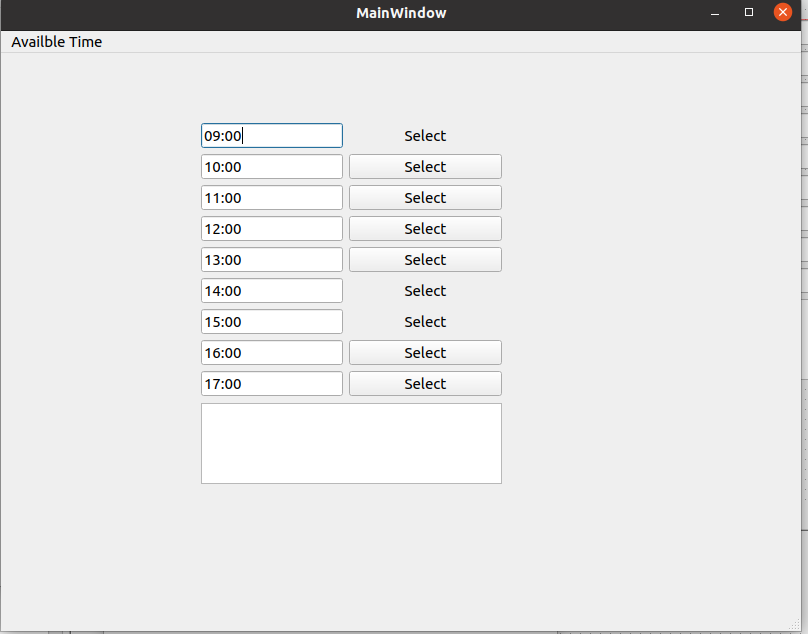 MainWindow
Availble Time
09:00 Select
10:00 Select
11:00 Select
12:00 Select
13:00 Select
14:00 Select
15:00 Select
16:00 Select
17:00 Select